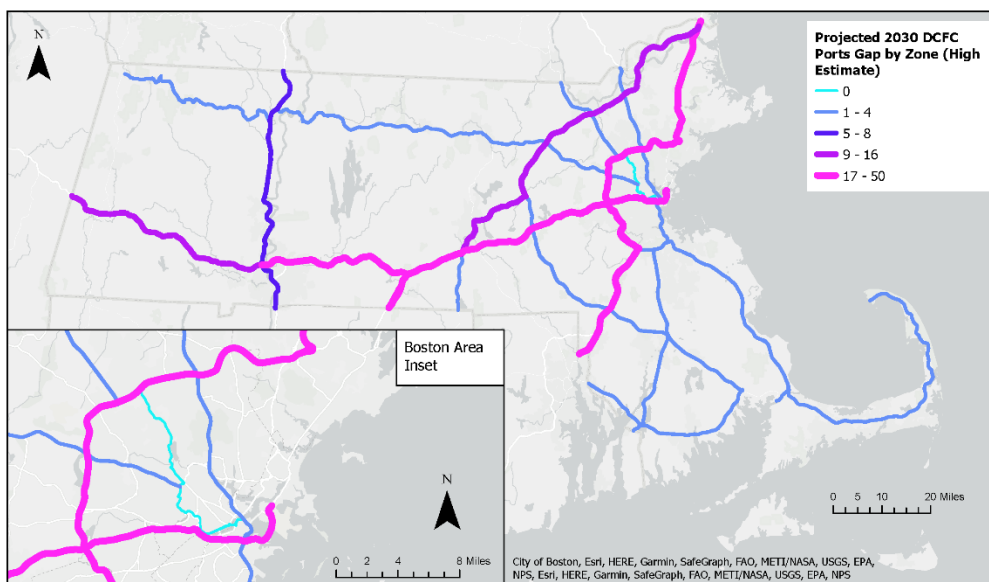 N
Projected 2030 DCFC
Ports Gap by Zone (High
Estimate)
0
1 - 4
5 - 8
9 - 16
17 - 50
Boston Area
Inset
N
0 2 4 8 Miles
0 5 10 20 Miles
City of Boston, Esri, HERE, Garmin, SafeGraph, FAO, METI/NASA, USGS, EPA,
NPS, Esri, HERE, Garmin, SafeGraph, FAO, METI/NASA, USGS, EPA, NPS